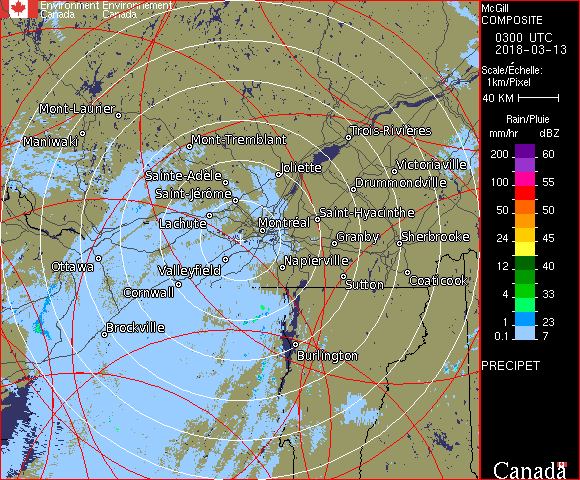 Environment Environnement
Canada Canada
McGill
COMPOSITE
0300 UTC
2018-03-13
Scale/Échelle:
1km/Pixel
40 KM
Rain/Pluie
mm/hr dBZ
200 60
100 55
50 50
24 45
12 40
4 33
1 23
0.1 7
PRECIPET
Canada
Mont-Laurier
Maniwaki
Mont-Tremblant
Trois-Rivières
Sainte-Adèle
Joliette
Victoriaville
Saint-Jérôme
Drummondville
Lachute
Montréal
Saint-Hyacinthe
Granby
Sherbrooke
Ottawa
Valleyfield
Napierville
Cornwall
Sutton
Coaticook
Brockville
Burlington